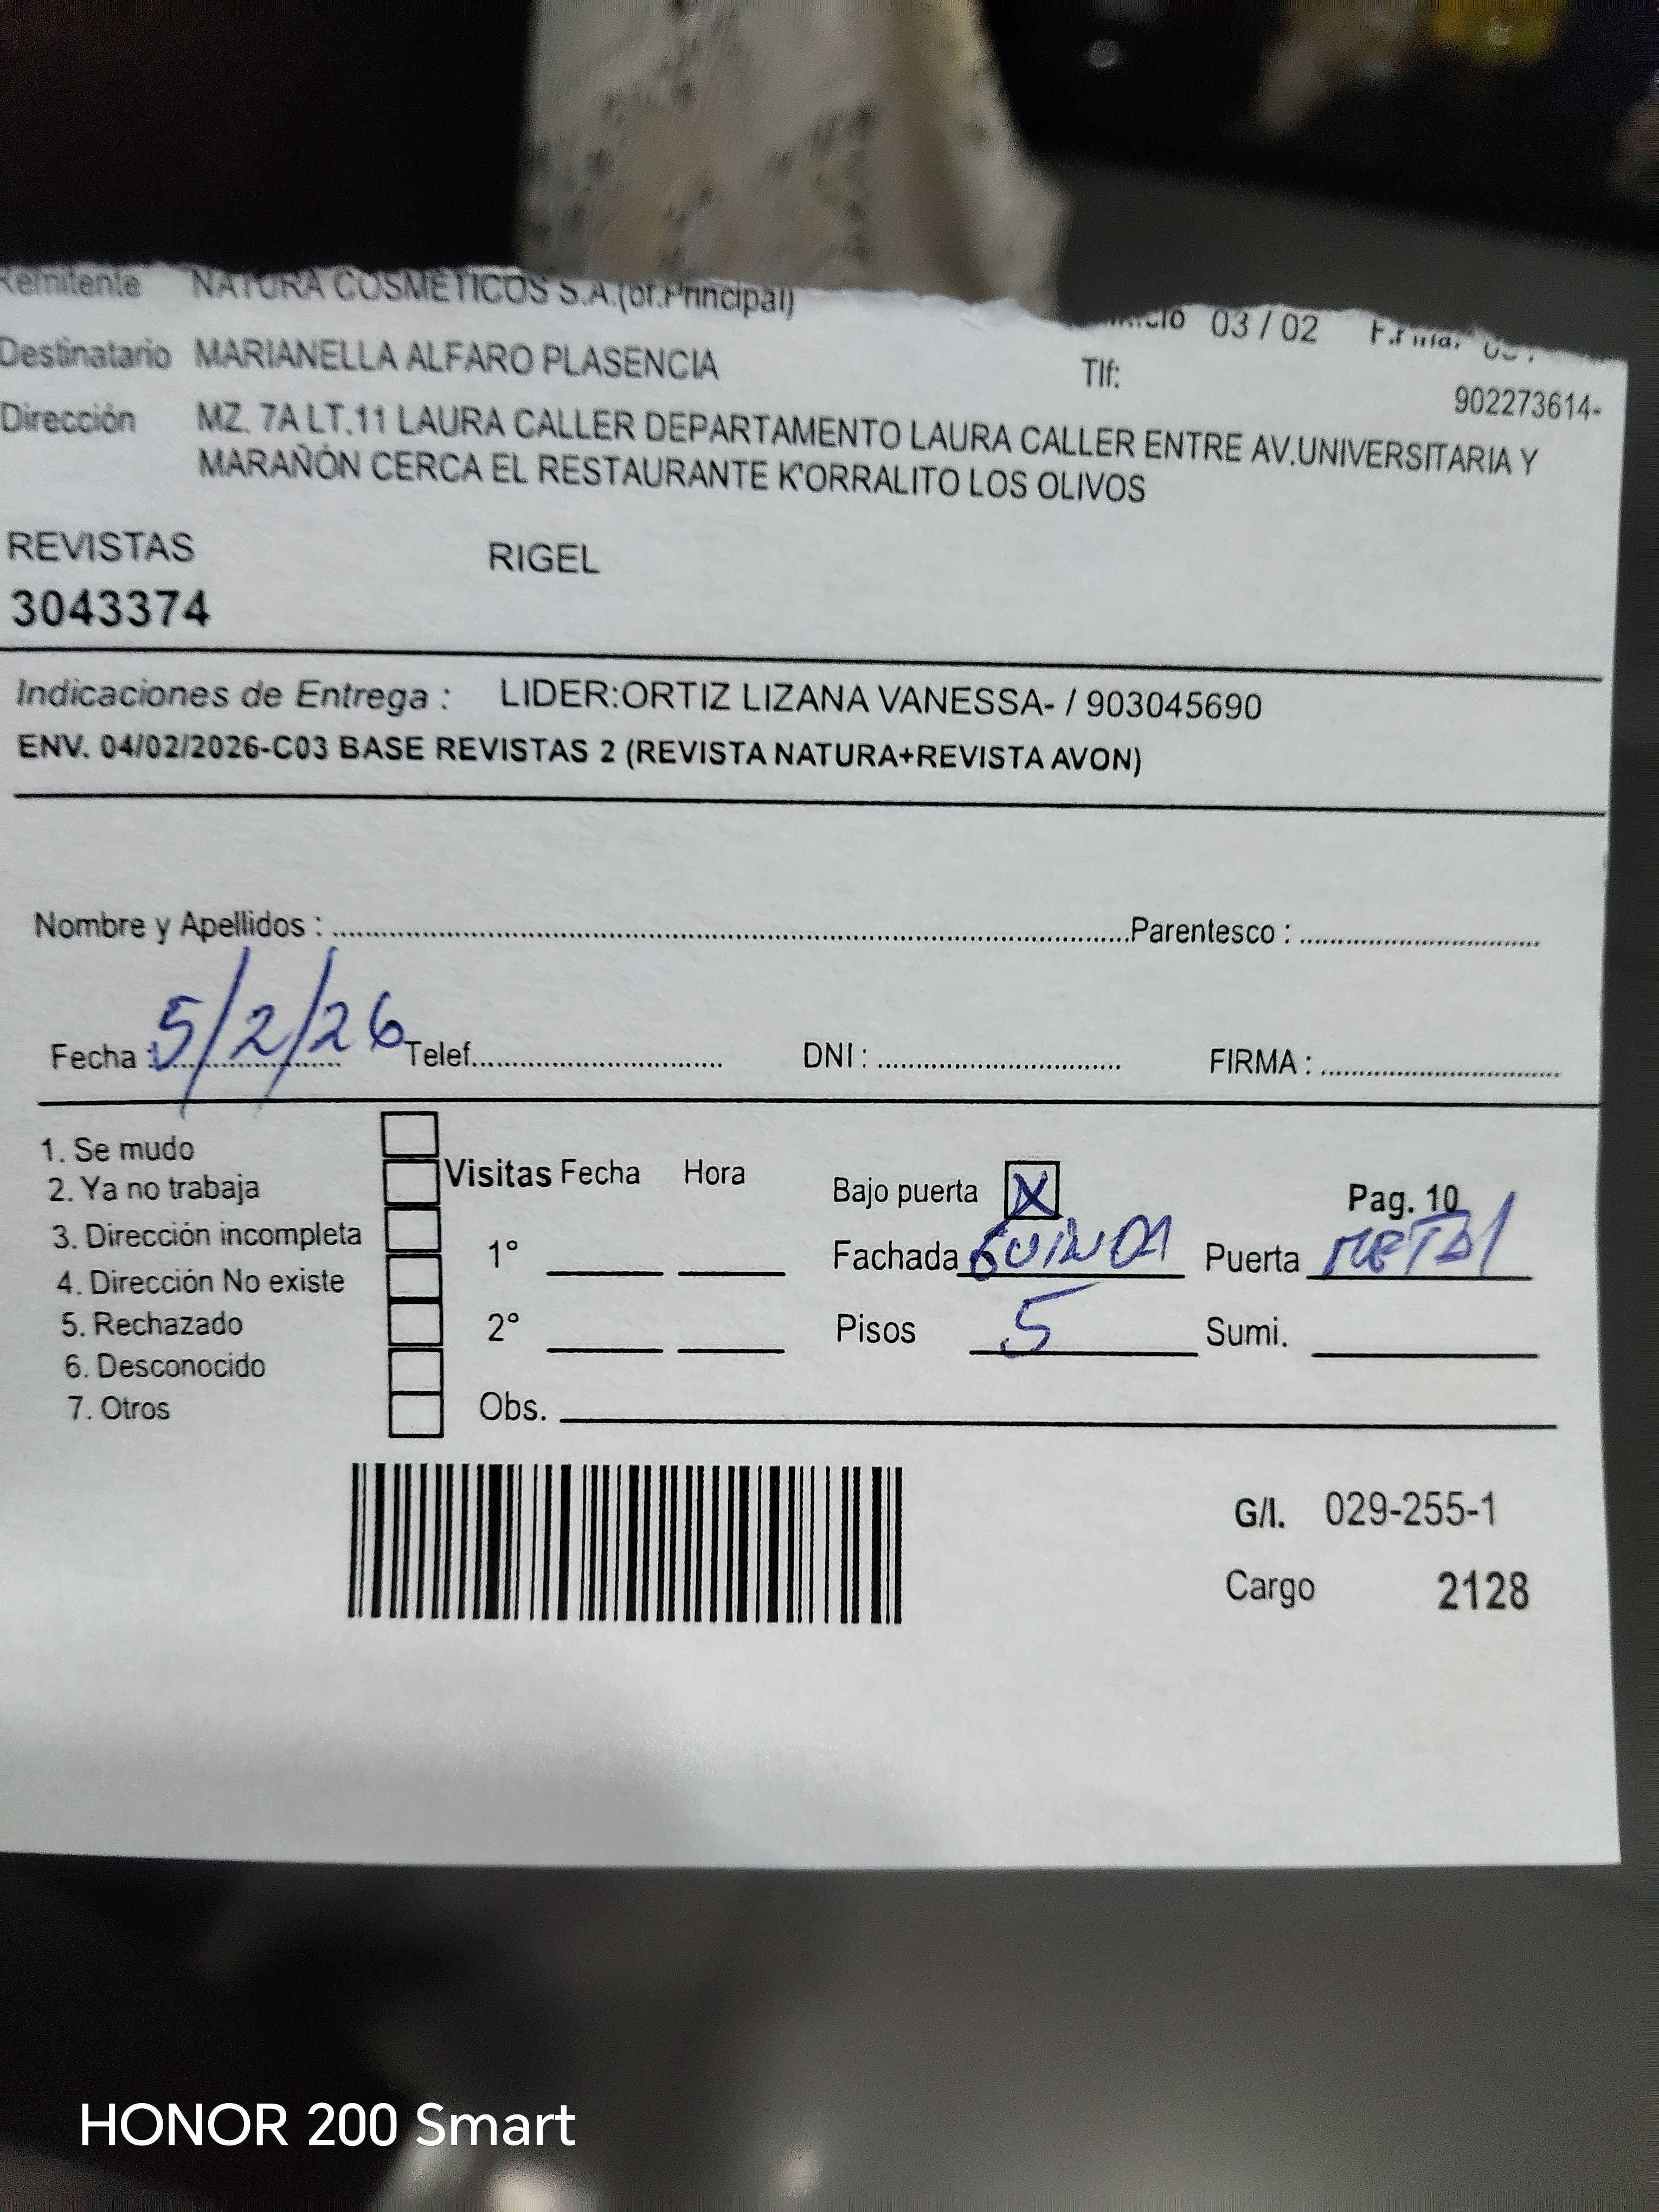 Remitente NATURA COSMETICOS S.A.(of.Principal)
03 / 02
Destinatario MARIANELLA ALFARO PLASENCIA Tlf: 902273614-
Dirección MZ. 7A LT.11 LAURA CALLER DEPARTAMENTO LAURA CALLER ENTRE AV.UNIVERSITARIA Y
MARAÑÓN CERCA EL RESTAURANTE K'ORRALITO LOS OLIVOS
REVISTAS RIGEL
3043374
Indicaciones de Entrega : LIDER:ORTIZ LIZANA VANESSA- / 903045690
ENV. 04/02/2026-C03 BASE REVISTAS 2 (REVISTA NATURA+REVISTA AVON)
Nombre y Apellidos : Parentesco :
Fecha : 5/2/26 Telef. DNI : FIRMA :
1. Se mudo
2. Ya no trabaja
3. Dirección incompleta
4. Dirección No existe
5. Rechazado
6. Desconocido
7. Otros
Visitas Fecha Hora
1°
2°
Obs.
Bajo puerta X Pag. 10
Fachada GUINDA Puerta METAL
Pisos 5 Sumi.
G/I. 029-255-1
Cargo 2128
HONOR 200 Smart